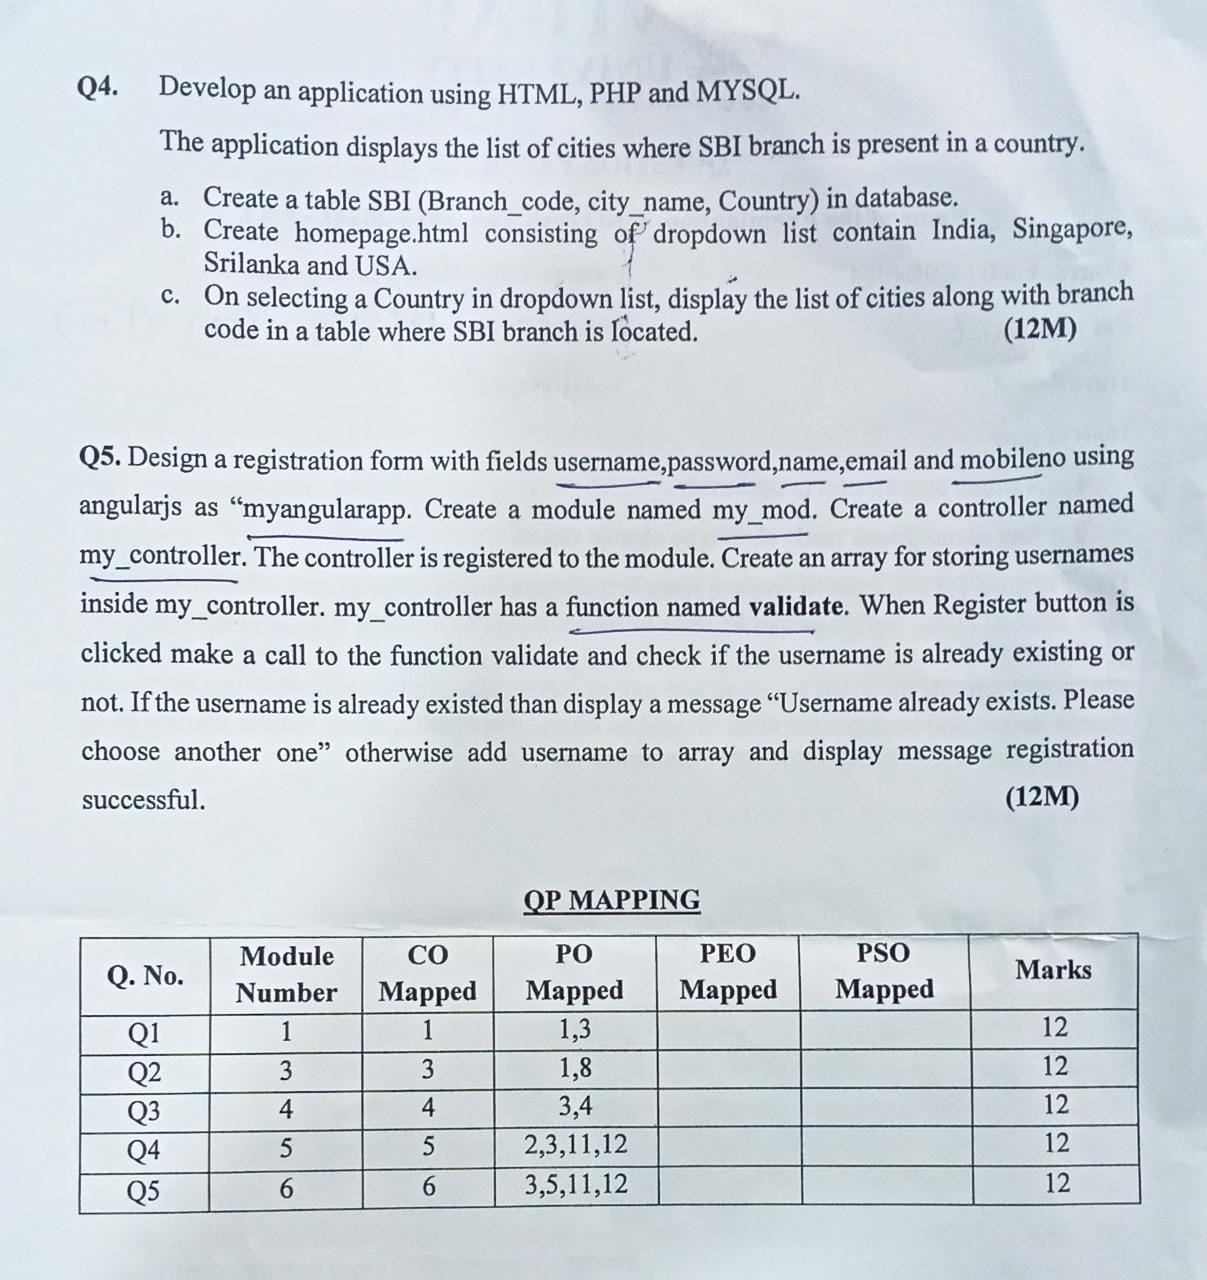 Q4. Develop an application using HTML, PHP and MYSQL.
The application displays the list of cities where SBI branch is present in a country.
a. Create a table SBI (Branch_code, city_name, Country) in database.
b. Create homepage.html consisting of dropdown list contain India, Singapore,
Srilanka and USA.
c. On selecting a Country in dropdown list, display the list of cities along with branch
code in a table where SBI branch is located. (12M)
Q5. Design a registration form with fields username,password,name,email and mobileno using
angularjs as “myangularapp. Create a module named my_mod. Create a controller named
my_controller. The controller is registered to the module. Create an array for storing usernames
inside my_controller. my_controller has a function named validate. When Register button is
clicked make a call to the function validate and check if the username is already existing or
not. If the username is already existed than display a message “Username already exists. Please
choose another one” otherwise add username to array and display message registration
successful. (12M)
QP MAPPING
Q. No. Module Number CO Mapped PO Mapped PEO Mapped PSO Mapped Marks
Q1 1 1 1,3 12
Q2 3 3 1,8 12
Q3 4 4 3,4 12
Q4 5 5 2,3,11,12 12
Q5 6 6 3,5,11,12 12